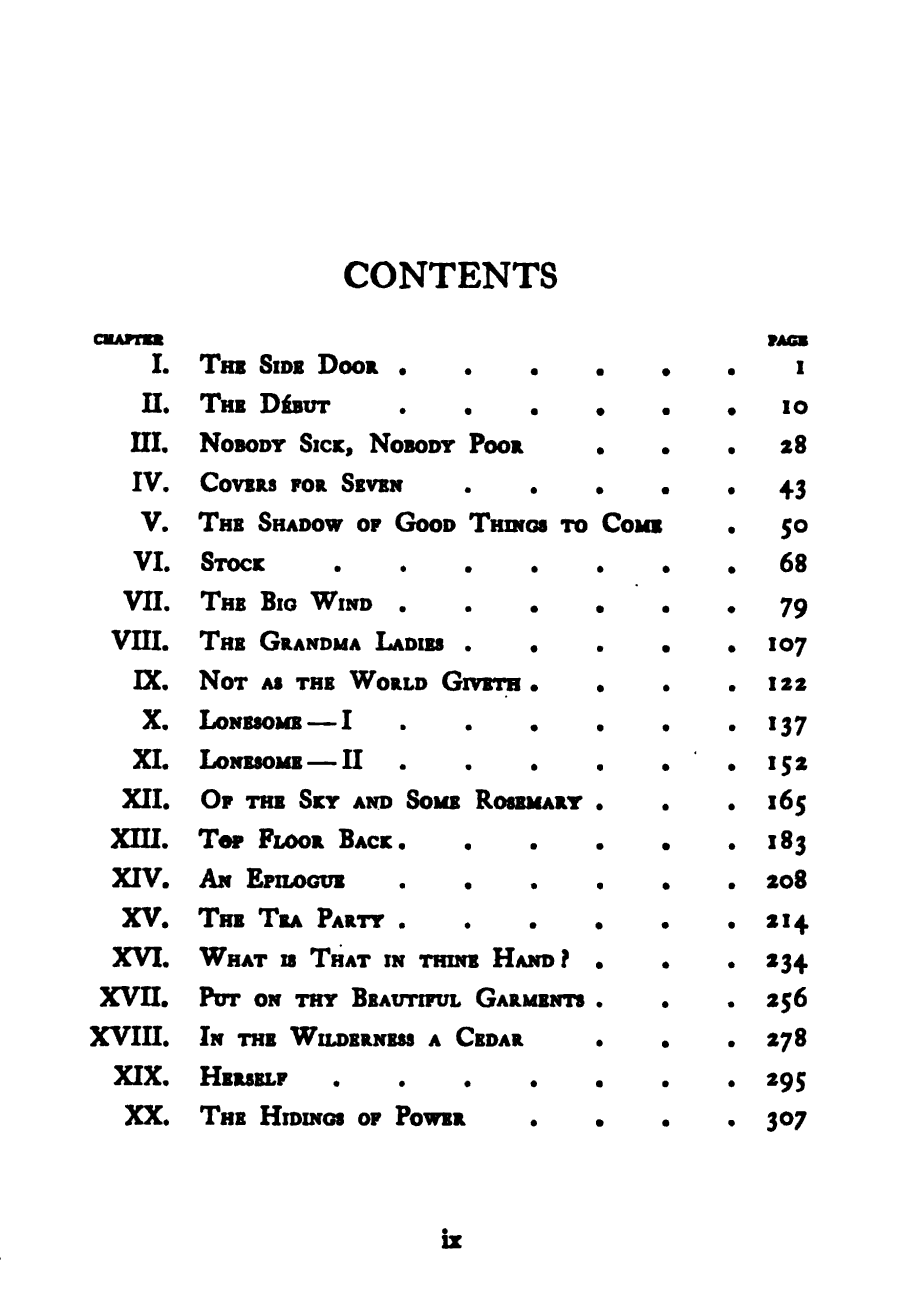 CONTENTS
CHAPTER PAGE
I. The Side Door . . . . . . 1
II. The Début . . . . . . 10
III. Nobody Sick, Nobody Poor . . . 28
IV. Covers for Seven . . . . . 43
V. The Shadow of Good Things to Come . 50
VI. Stock . . . . . . . 68
VII. The Big Wind . . . . . . 79
VIII. The Grandma Ladies . . . . . 107
IX. Not as the World Giveth . . . . 122
X. Lonesome — I . . . . . . 137
XI. Lonesome — II . . . . . . 152
XII. Of the Sky and Some Rosemary . . . 165
XIII. Top Floor Back . . . . . . 183
XIV. An Epilogue . . . . . . 208
XV. The Tea Party . . . . . . 214
XVI. What is That in thine Hand? . . . 234
XVII. Put on thy Beautiful Garments . . . 256
XVIII. In the Wilderness a Cedar . . . 278
XIX. Herself . . . . . . . 295
XX. The Hidings of Power . . . . 307
ix